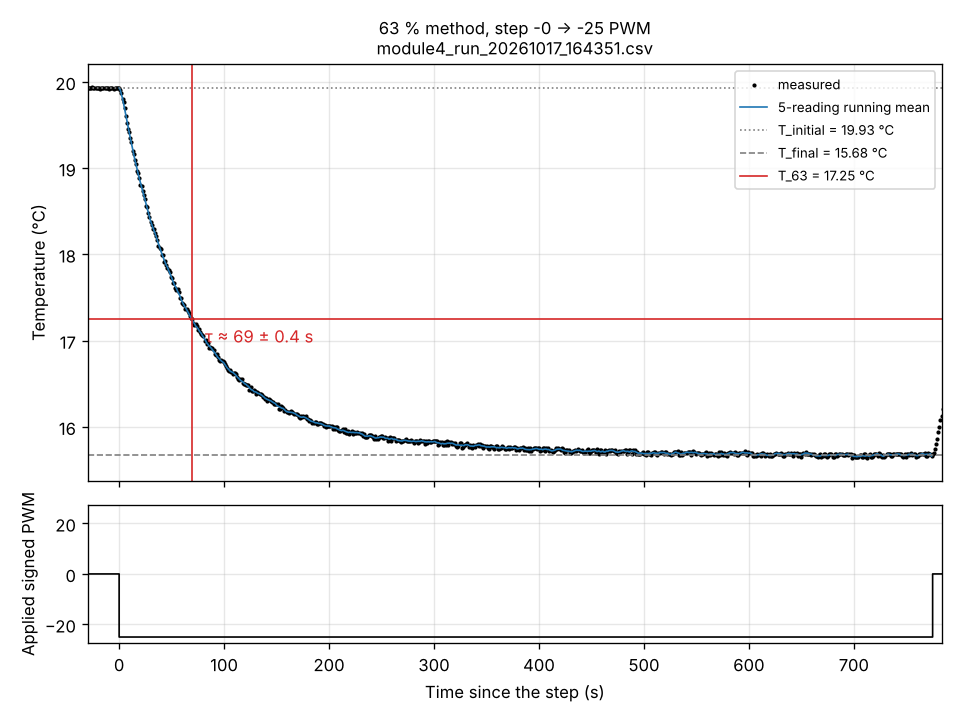 63 % method, step -0 → -25 PWM
module4_run_20261017_164351.csv
measured
5-reading running mean
T_initial = 19.93 °C
T_final = 15.68 °C
T_63 = 17.25 °C
Temperature (°C)
20
19
18
17
16
τ ≈ 69 ± 0.4 s
Applied signed PWM
20
0
−20
0
100
200
300
400
500
600
700
Time since the step (s)